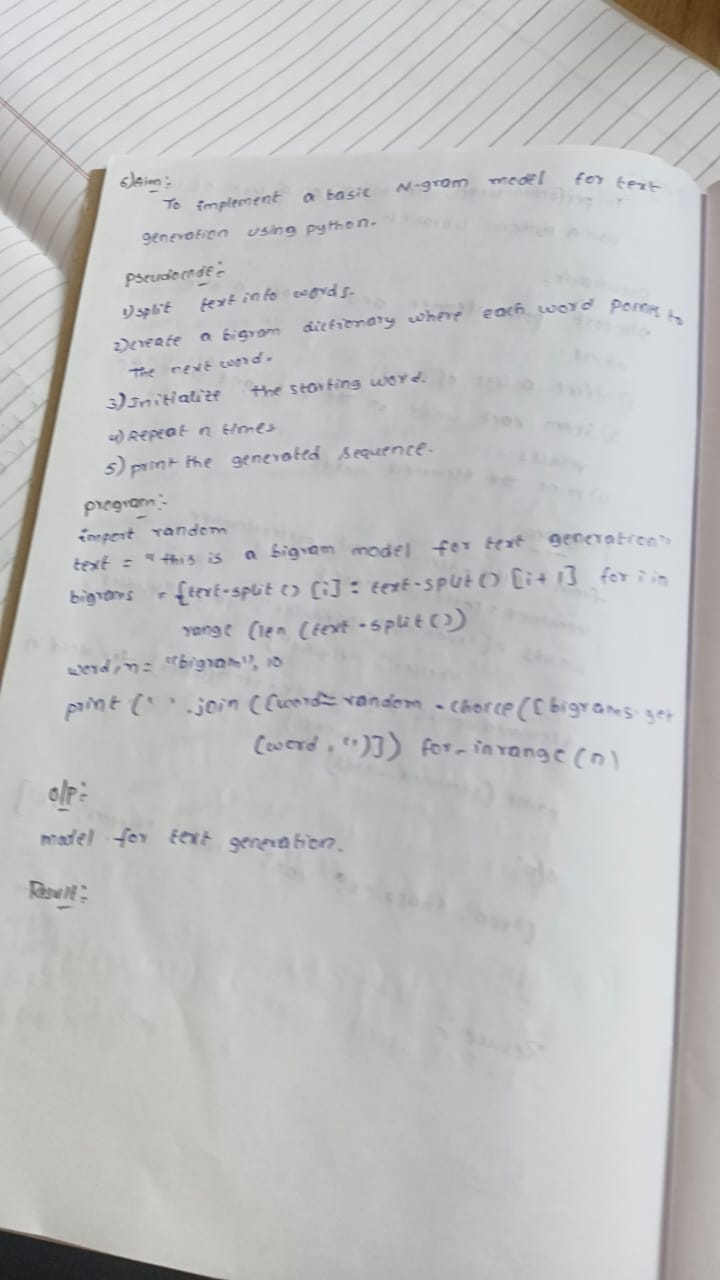 6) Aim:
To implement a basic N-gram model for text
generation using python.
pseudocode:-
1) split text into words.
2) create a bigram dictionary where each word points to
the next word.
3) Initialize the starting word.
4) Repeat n times
5) print the generated sequence.
program:-
import random
text = "this is a bigram model for text generation"
bigrams = {text.split() [i] : text.split() [i+1] for i in
range (len (text.split())
word, n = "bigram", 10
print (' '.join ((word:= random.choice([bigrams.get
(word, "")]) for _ in range (n)
o/p:-
model for text generation.
Result:-